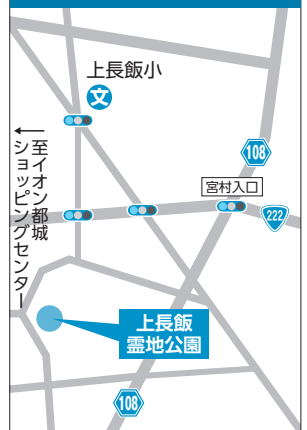 上長飯小
文
108
至イオン都城
ショッピングセンター
宮村入口
222
上長飯
霊地公園
108